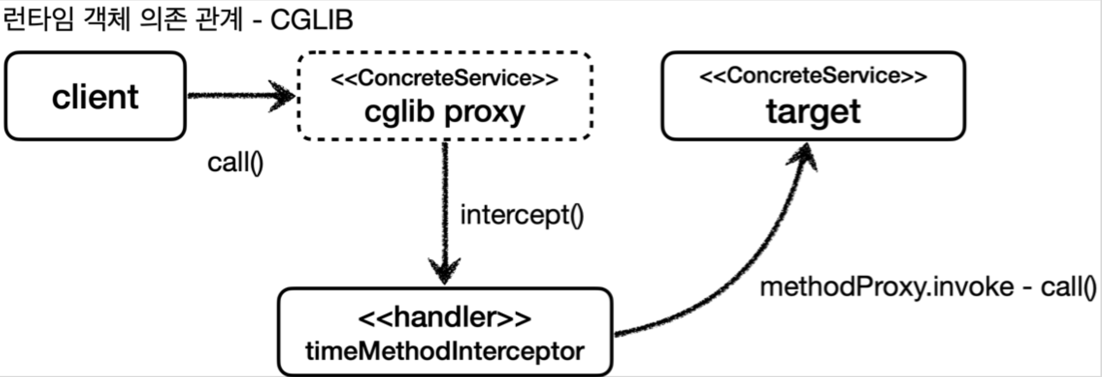 런타임 객체 의존 관계 - CGLIB
client
<<ConcreteService>>
cglib proxy
<<ConcreteService>>
target
call()
intercept()
methodProxy.invoke - call()
<<handler>>
timeMethodInterceptor